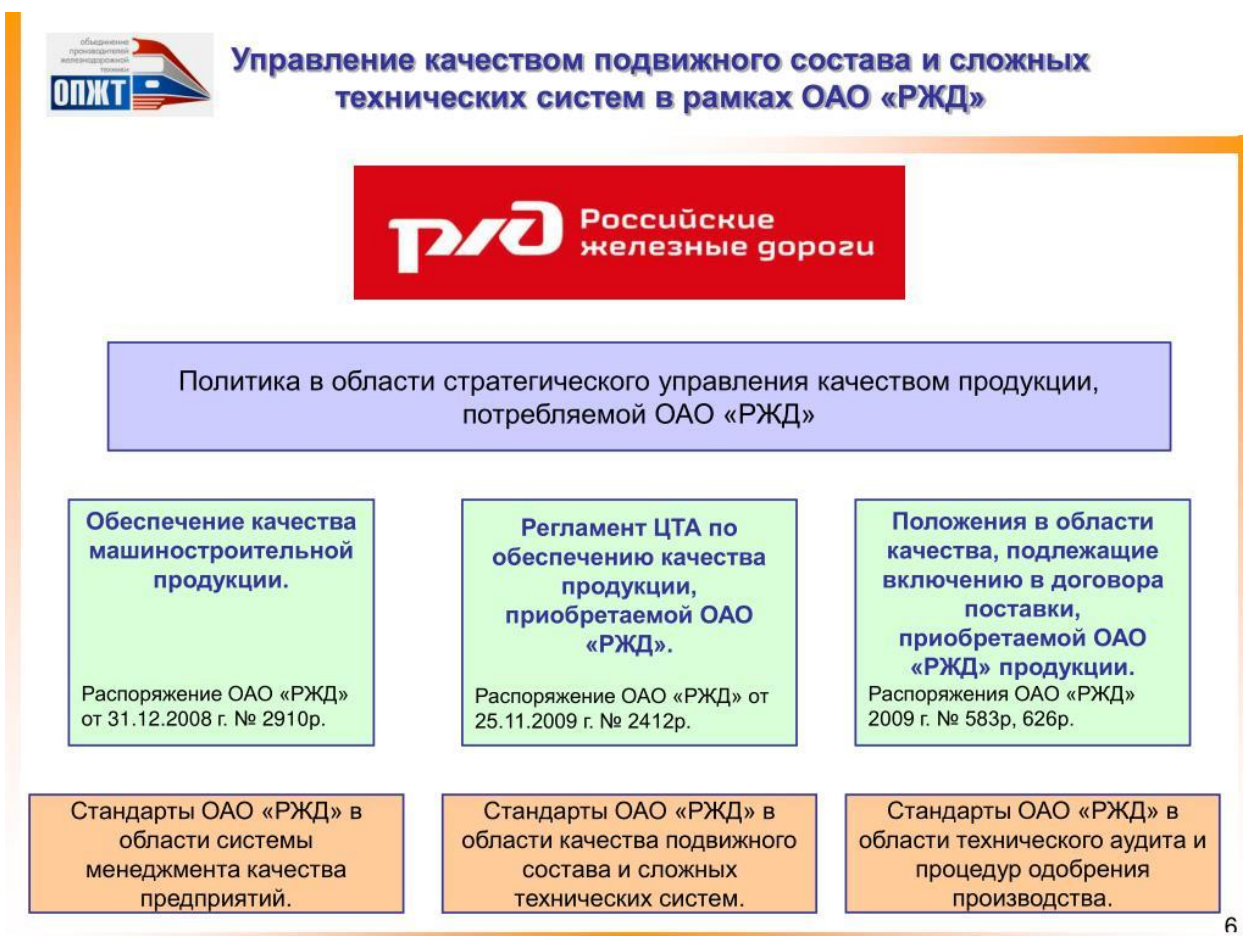 объединение
производителей
железнодорожной
техники
ОПЖТ
Управление качеством подвижного состава и сложных
технических систем в рамках ОАО «РЖД»
Российские
железные дороги
Политика в области стратегического управления качеством продукции,
потребляемой ОАО «РЖД»
Обеспечение качества
машиностроительной
продукции.
Распоряжение ОАО «РЖД»
от 31.12.2008 г. № 2910р.
Регламент ЦТА по
обеспечению качества
продукции,
приобретаемой ОАО
«РЖД».
Распоряжение ОАО «РЖД» от
25.11.2009 г. № 2412р.
Положения в области
качества, подлежащие
включению в договора
поставки,
приобретаемой ОАО
«РЖД» продукции.
Распоряжения ОАО «РЖД»
2009 г. № 583р, 626р.
Стандарты ОАО «РЖД» в
области системы
менеджмента качества
предприятий.
Стандарты ОАО «РЖД» в
области качества подвижного
состава и сложных
технических систем.
Стандарты ОАО «РЖД» в
области технического аудита и
процедур одобрения
производства.
6